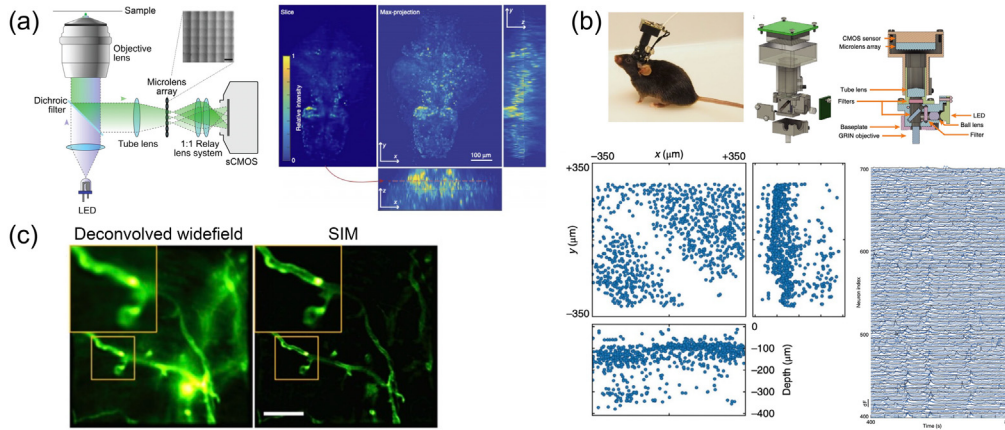 (a)
Sample
Objective
lens
Microlens
array
Dichroic
filter
Tube lens
1:1 Relay
lens system
sCMOS
LED
Slice
Max-projection
1
Relative intensity
0
y
x
100 μm
y
z
z
x
(b)
CMOS sensor
Microlens array
Tube lens
Filters
Baseplate
GRIN objective
LED
Ball lens
Filter
−350
x (μm)
+350
+350
y (μm)
−350
0
−100
−200
−300
−400
Depth (μm)
700
600
500
400
Neuron index
400
Time (s)
(c)
Deconvolved widefield
SIM